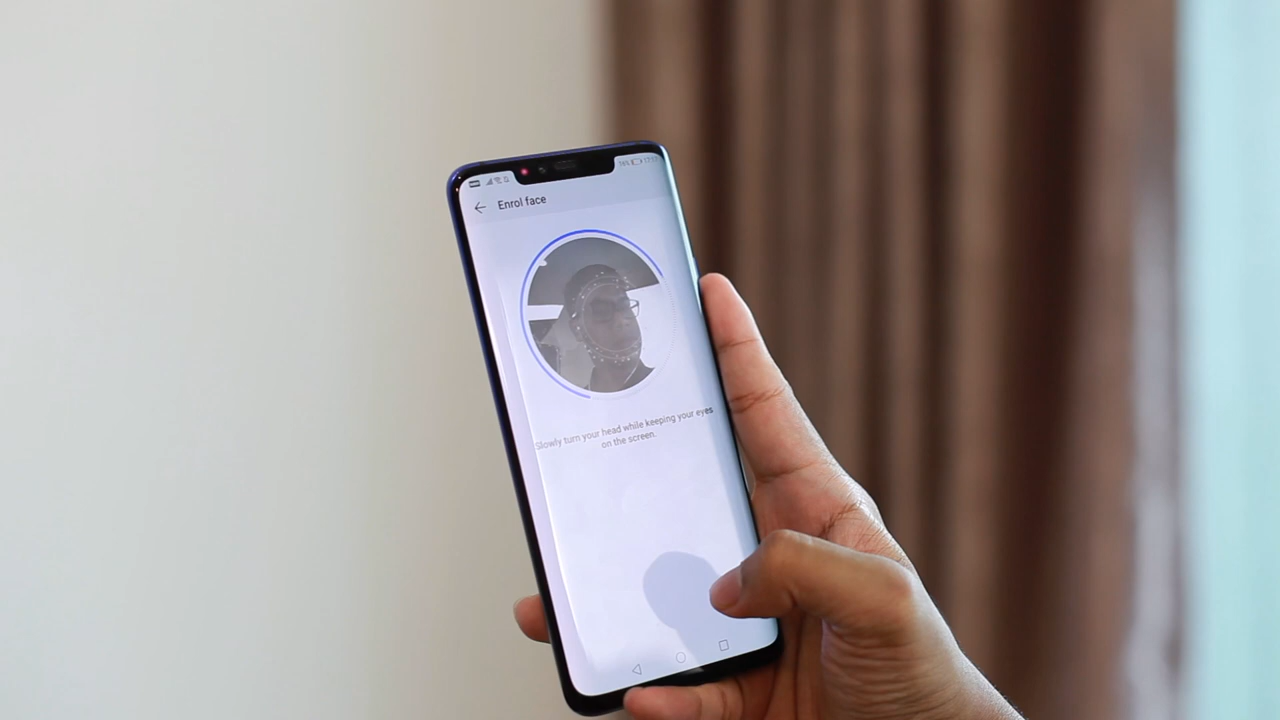 Enrol face
Slowly turn your head while keeping your eyes
on the screen.